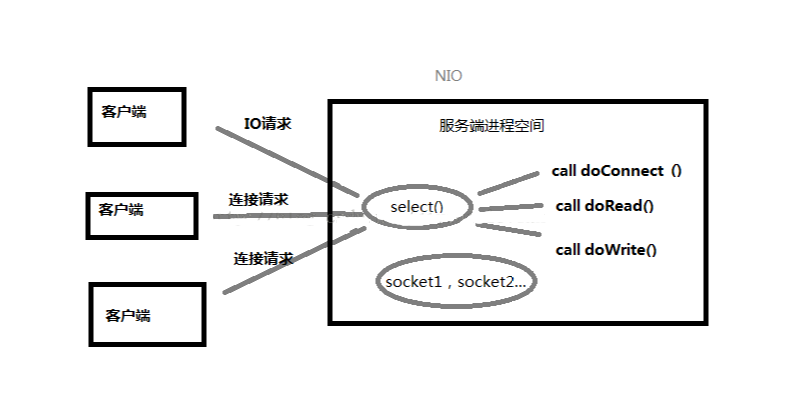 NIO
客户端
IO请求
服务端进程空间
call doConnect ()
客户端
连接请求
select()
call doRead()
连接请求
call doWrite()
socket1，socket2...
客户端